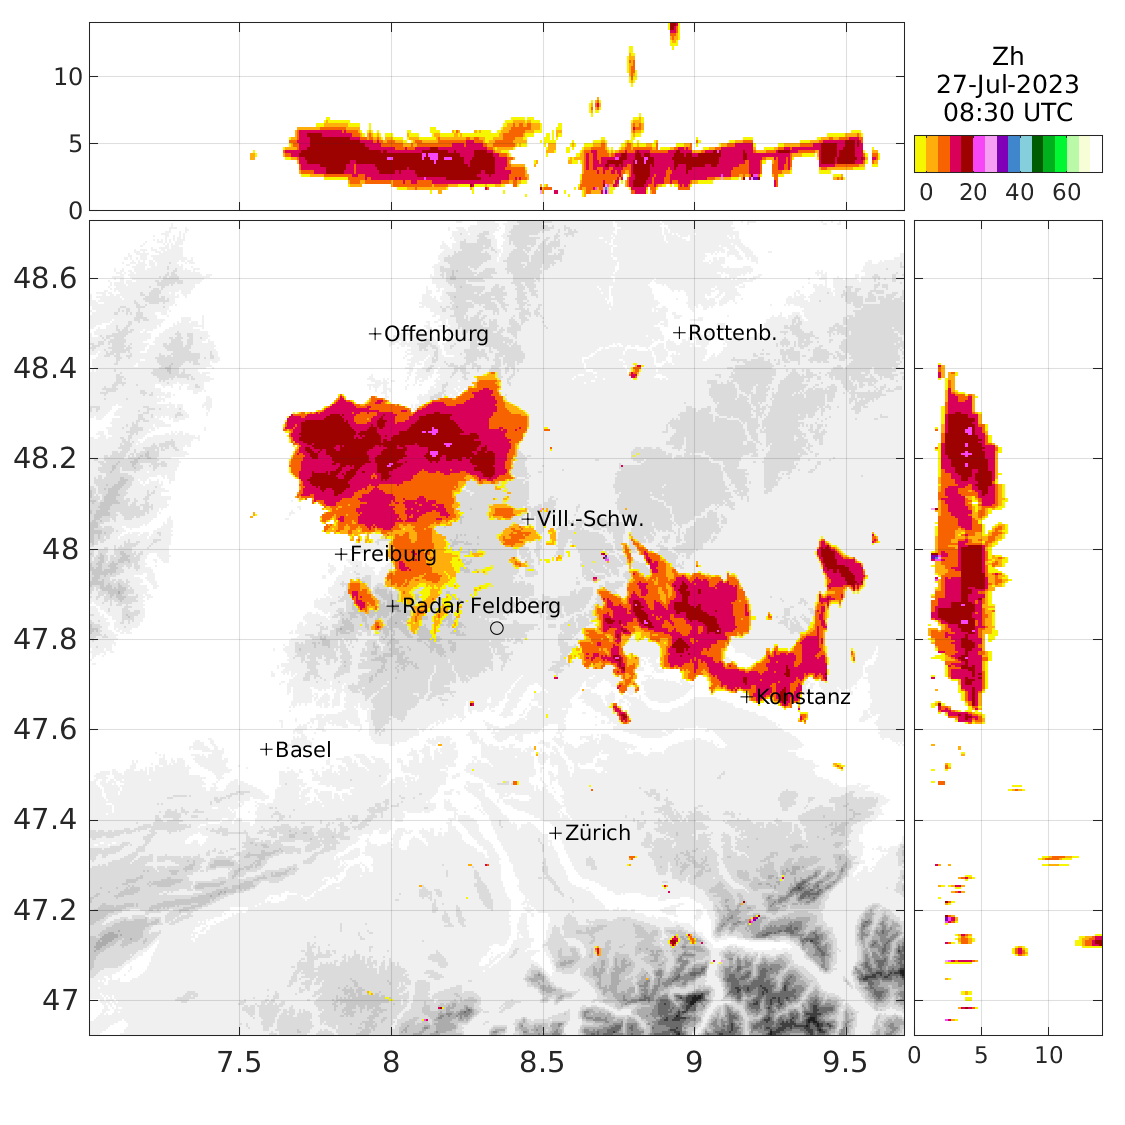 10
5
0
Zh
27-Jul-2023
08:30 UTC
0 20 40 60
48.6
48.4
48.2
48
47.8
47.6
47.4
47.2
47
+Offenburg
+Rottenb.
+Vill.-Schw.
+Freiburg
+Radar Feldberg
+Konstanz
+Basel
+Zürich
7.5 8 8.5 9 9.5
0 5 10